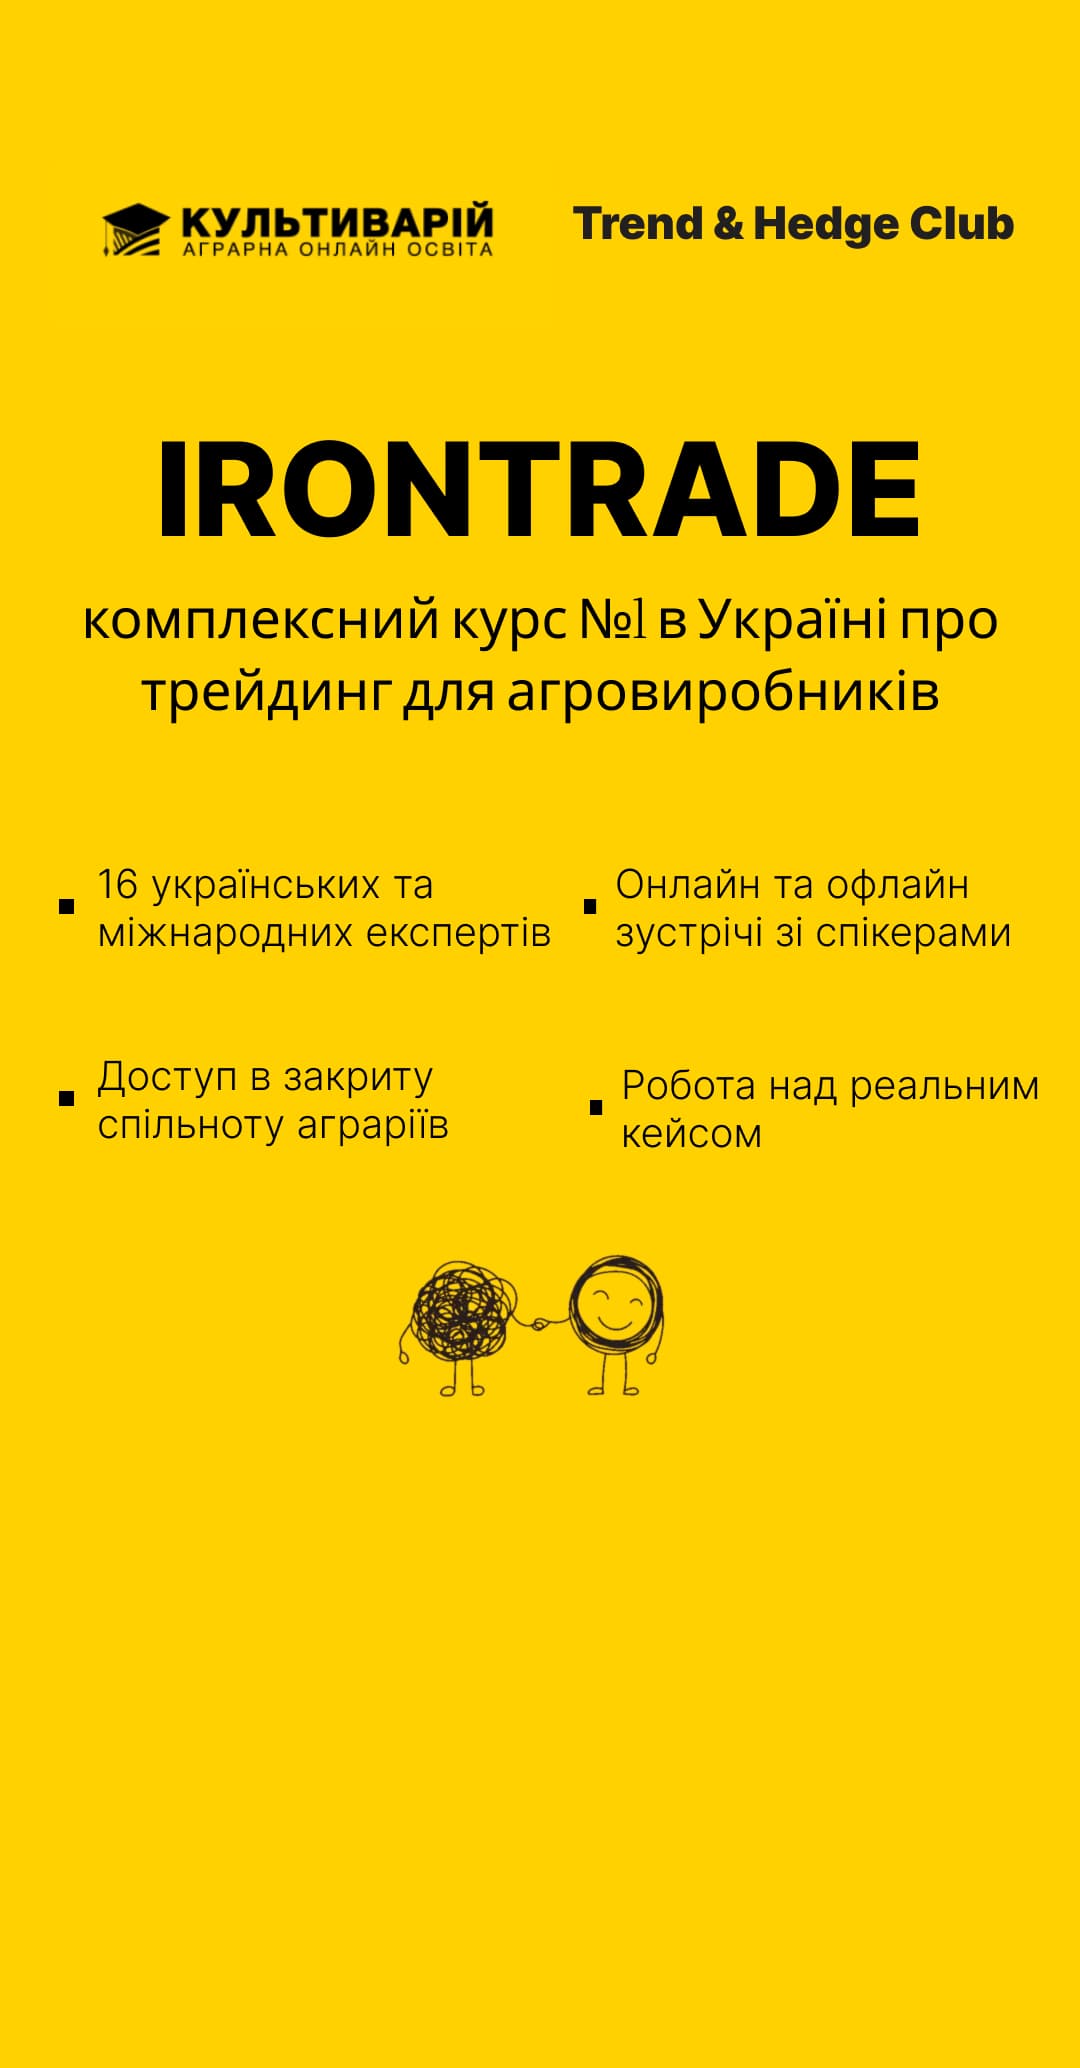 КУЛЬТИВАРІЙ
АГРАРНА ОНЛАЙН ОСВІТА
Trend & Hedge Club
IRONTRADE
комплексний курс №1 в Україні про
трейдинг для агровиробників
16 українських та
міжнародних експертів
Онлайн та офлайн
зустрічі зі спікерами
Доступ в закриту
спільноту аграріїв
Робота над реальним
кейсом